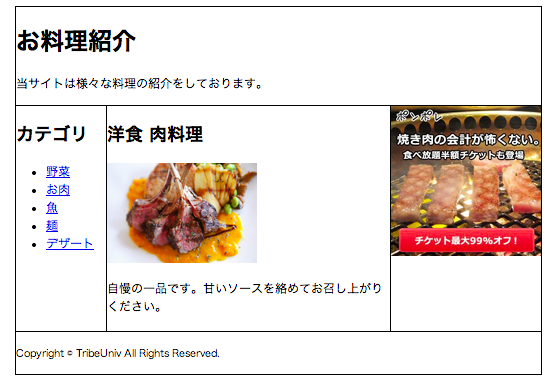 お料理紹介
当サイトは様々な料理の紹介をしております。
カテゴリ
野菜
お肉
魚
麺
デザート
洋食 肉料理
自慢の一品です。甘いソースを絡めてお召し上がり
ください。
ポンポレ
焼き肉の会計が怖くない。
食べ放題半額チケットも登場
チケット最大99%オフ！
Copyright © TribeUniv All Rights Reserved.